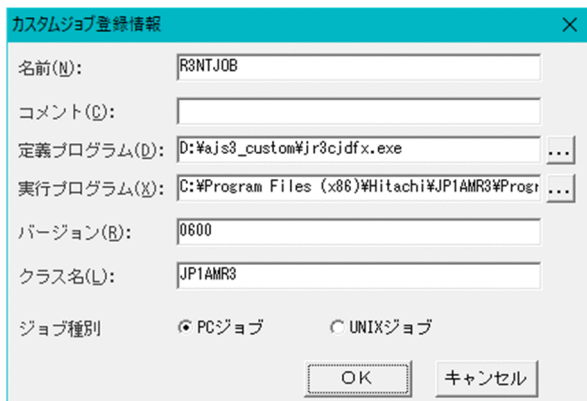 カスタムジョブ登録情報
名前(N): R3NTJOB
コメント(C):
定義プログラム(D): D:¥ajs3_custom¥jr3cjdfx.exe ...
実行プログラム(X): C:¥Program Files (x86)¥Hitachi¥JP1AMR3¥Progr ...
バージョン(R): 0600
クラス名(L): JP1AMR3
ジョブ種別 PCジョブ UNIXジョブ
OK キャンセル